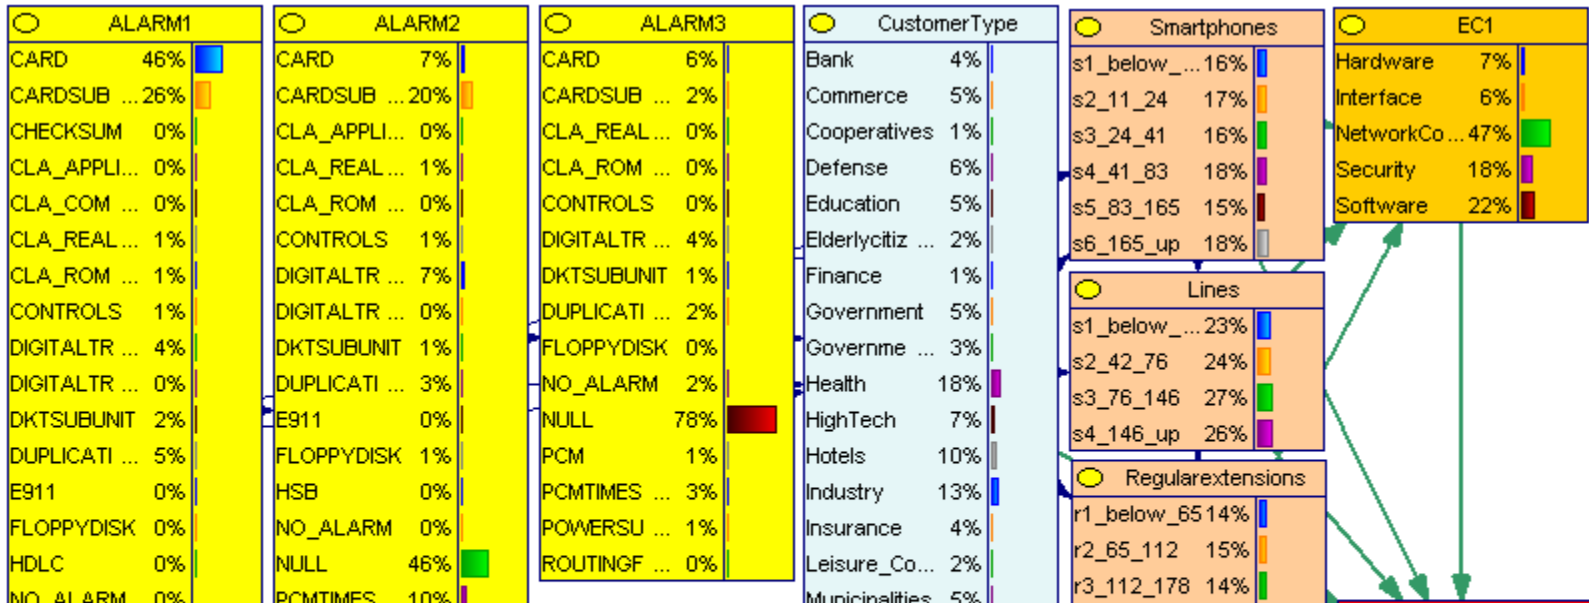 ALARM1
CARD 46%
CARDSUB ... 26%
CHECKSUM 0%
CLA_APPLI... 0%
CLA_COM ... 0%
CLA_REAL... 1%
CLA_ROM ... 1%
CONTROLS 1%
DIGITALTR ... 4%
DIGITALTR ... 0%
DKTSUBUNIT 2%
DUPLICATI ... 5%
E911 0%
FLOPPYDISK 0%
HDLC 0%
NO_ALARM 0%
ALARM2
CARD 7%
CARDSUB ... 20%
CLA_APPLI... 0%
CLA_REAL... 1%
CLA_ROM ... 0%
CONTROLS 1%
DIGITALTR ... 7%
DIGITALTR ... 0%
DKTSUBUNIT 1%
DUPLICATI ... 3%
E911 0%
FLOPPYDISK 1%
HSB 0%
NO_ALARM 0%
NULL 46%
PCMTIMES 10%
ALARM3
CARD 6%
CARDSUB ... 2%
CLA_REAL... 0%
CLA_ROM ... 0%
CONTROLS 0%
DIGITALTR ... 4%
DKTSUBUNIT 1%
DUPLICATI ... 2%
FLOPPYDISK 0%
NO_ALARM 2%
NULL 78%
PCM 1%
PCMTIMES ... 3%
POWERSU ... 1%
ROUTINGF ... 0%
CustomerType
Bank 4%
Commerce 5%
Cooperatives 1%
Defense 6%
Education 5%
Elderlycitiz ... 2%
Finance 1%
Government 5%
Governme ... 3%
Health 18%
HighTech 7%
Hotels 10%
Industry 13%
Insurance 4%
Leisure_Co... 2%
Municipalities 5%
Smartphones
s1_below_... 16%
s2_11_24 17%
s3_24_41 16%
s4_41_83 18%
s5_83_165 15%
s6_165_up 18%
Lines
s1_below_... 23%
s2_42_76 24%
s3_76_146 27%
s4_146_up 26%
Regularextensions
r1_below_65 14%
r2_65_112 15%
r3_112_178 14%
EC1
Hardware 7%
Interface 6%
NetworkCo... 47%
Security 18%
Software 22%